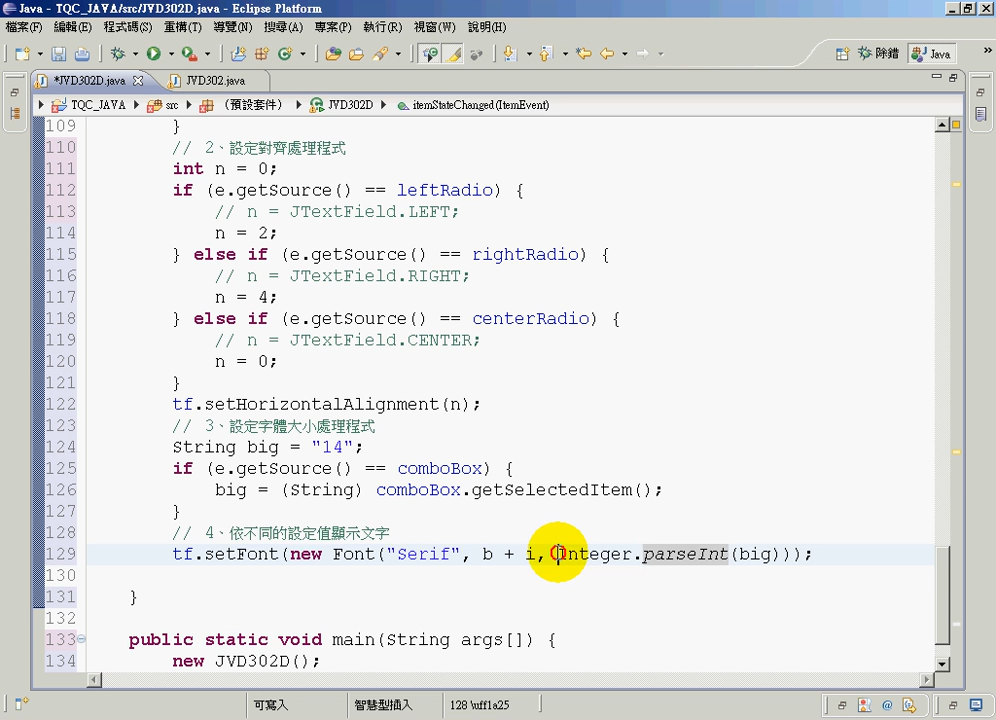 Java - TQC_JAVA/src/JVD302D.java - Eclipse Platform
檔案(F) 編輯(E) 程式碼(S) 重構(T) 導覽(N) 搜尋(A) 專案(P) 執行(R) 視窗(W) 說明(H)
除錯 Java »
*JVD302D.java JVD302.java
TQC_JAVA src (預設套件) JVD302D itemStateChanged(ItemEvent)
109 }
110 // 2、設定對齊處理程式
111 int n = 0;
112 if (e.getSource() == leftRadio) {
113 // n = JTextField.LEFT;
114 n = 2;
115 } else if (e.getSource() == rightRadio) {
116 // n = JTextField.RIGHT;
117 n = 4;
118 } else if (e.getSource() == centerRadio) {
119 // n = JTextField.CENTER;
120 n = 0;
121 }
122 tf.setHorizontalAlignment(n);
123 // 3、設定字體大小處理程式
124 String big = "14";
125 if (e.getSource() == comboBox) {
126 big = (String) comboBox.getSelectedItem();
127 }
128 // 4、依不同的設定值顯示文字
129 tf.setFont(new Font("Serif", b + i, Integer.parseInt(big)));
130
131 }
132
133 public static void main(String args[]) {
134 new JVD302D();
可寫入 智慧型插入 128 \uff1a25